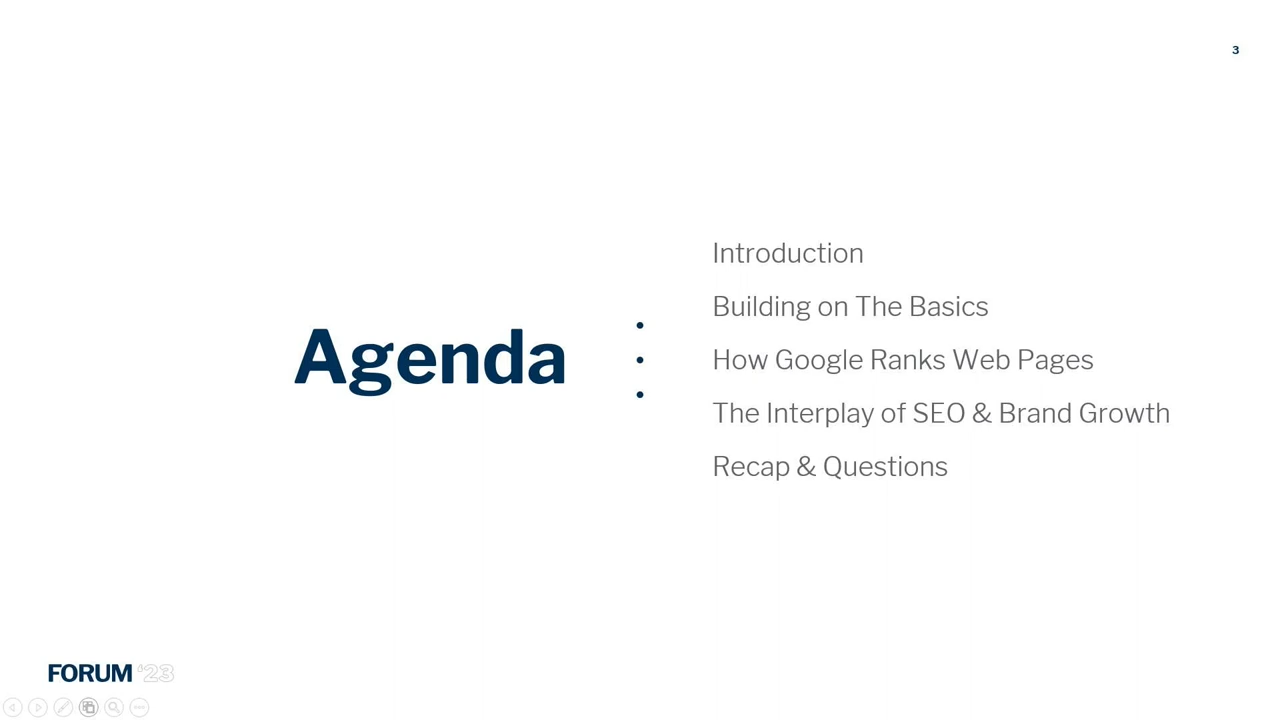 3
Agenda
Introduction
Building on The Basics
How Google Ranks Web Pages
The Interplay of SEO & Brand Growth
Recap & Questions
FORUM ‘23